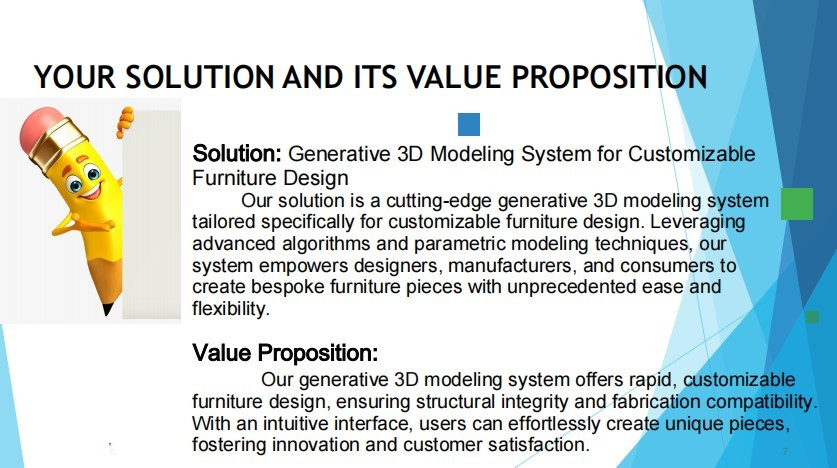 YOUR SOLUTION AND ITS VALUE PROPOSITION
Solution: Generative 3D Modeling System for Customizable
Furniture Design
Our solution is a cutting-edge generative 3D modeling system
tailored specifically for customizable furniture design. Leveraging
advanced algorithms and parametric modeling techniques, our
system empowers designers, manufacturers, and consumers to
create bespoke furniture pieces with unprecedented ease and
flexibility.
Value Proposition:
Our generative 3D modeling system offers rapid, customizable
furniture design, ensuring structural integrity and fabrication compatibility.
With an intuitive interface, users can effortlessly create unique pieces,
fostering innovation and customer satisfaction.
7